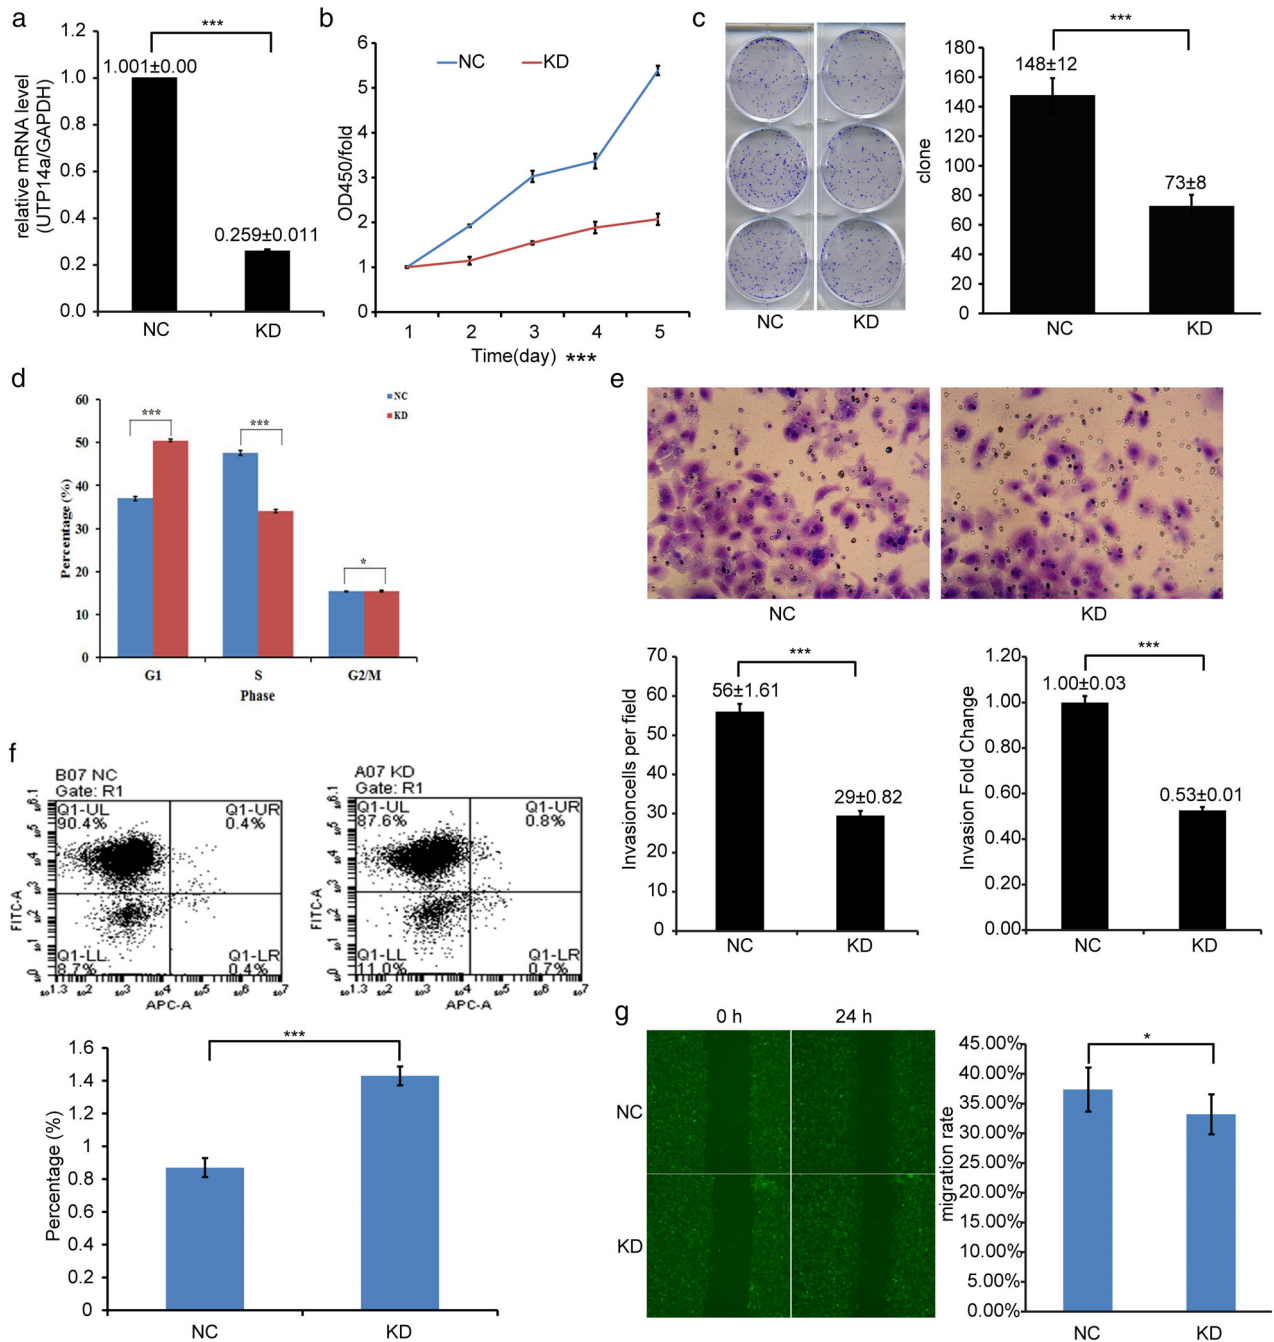 a
***
1.2
1.0
0.8
0.6
0.4
0.2
0.0
relative mRNA level
(UTP14a/GAPDH)
1.001±0.00
0.259±0.011
NC
KD
b
6
5
4
3
2
1
0
OD450/fold
NC
KD
1 2 3 4 5
Time(day) ***
c
NC
KD
***
180
160
140
120
100
80
60
40
20
0
clone
148±12
73±8
NC
KD
d
60
50
40
30
20
10
0
Percentage (%)
NC
KD
***
***
*
G1 S G2/M
Phase
e
NC
KD
70
60
50
40
30
20
10
0
Invasioncells per field
***
56±1.61
29±0.82
NC
KD
1.20
1.00
0.80
0.60
0.40
0.20
0.00
Invasion Fold Change
***
1.00±0.03
0.53±0.01
NC
KD
f
B07 NC
Gate: R1
Q1-UL
90.4%
Q1-UR
0.4%
Q1-LL
8.7%
Q1-LR
0.4%
FITC-A
APC-A
A07 KD
Gate: R1
Q1-UL
87.6%
Q1-UR
0.8%
Q1-LL
11.0%
Q1-LR
0.7%
FITC-A
APC-A
1.6
1.4
1.2
1
0.8
0.6
0.4
0.2
0
Percentage (%)
***
NC
KD
g
0 h
24 h
NC
KD
45.00%
40.00%
35.00%
30.00%
25.00%
20.00%
15.00%
10.00%
5.00%
0.00%
migration rate
*
NC
KD